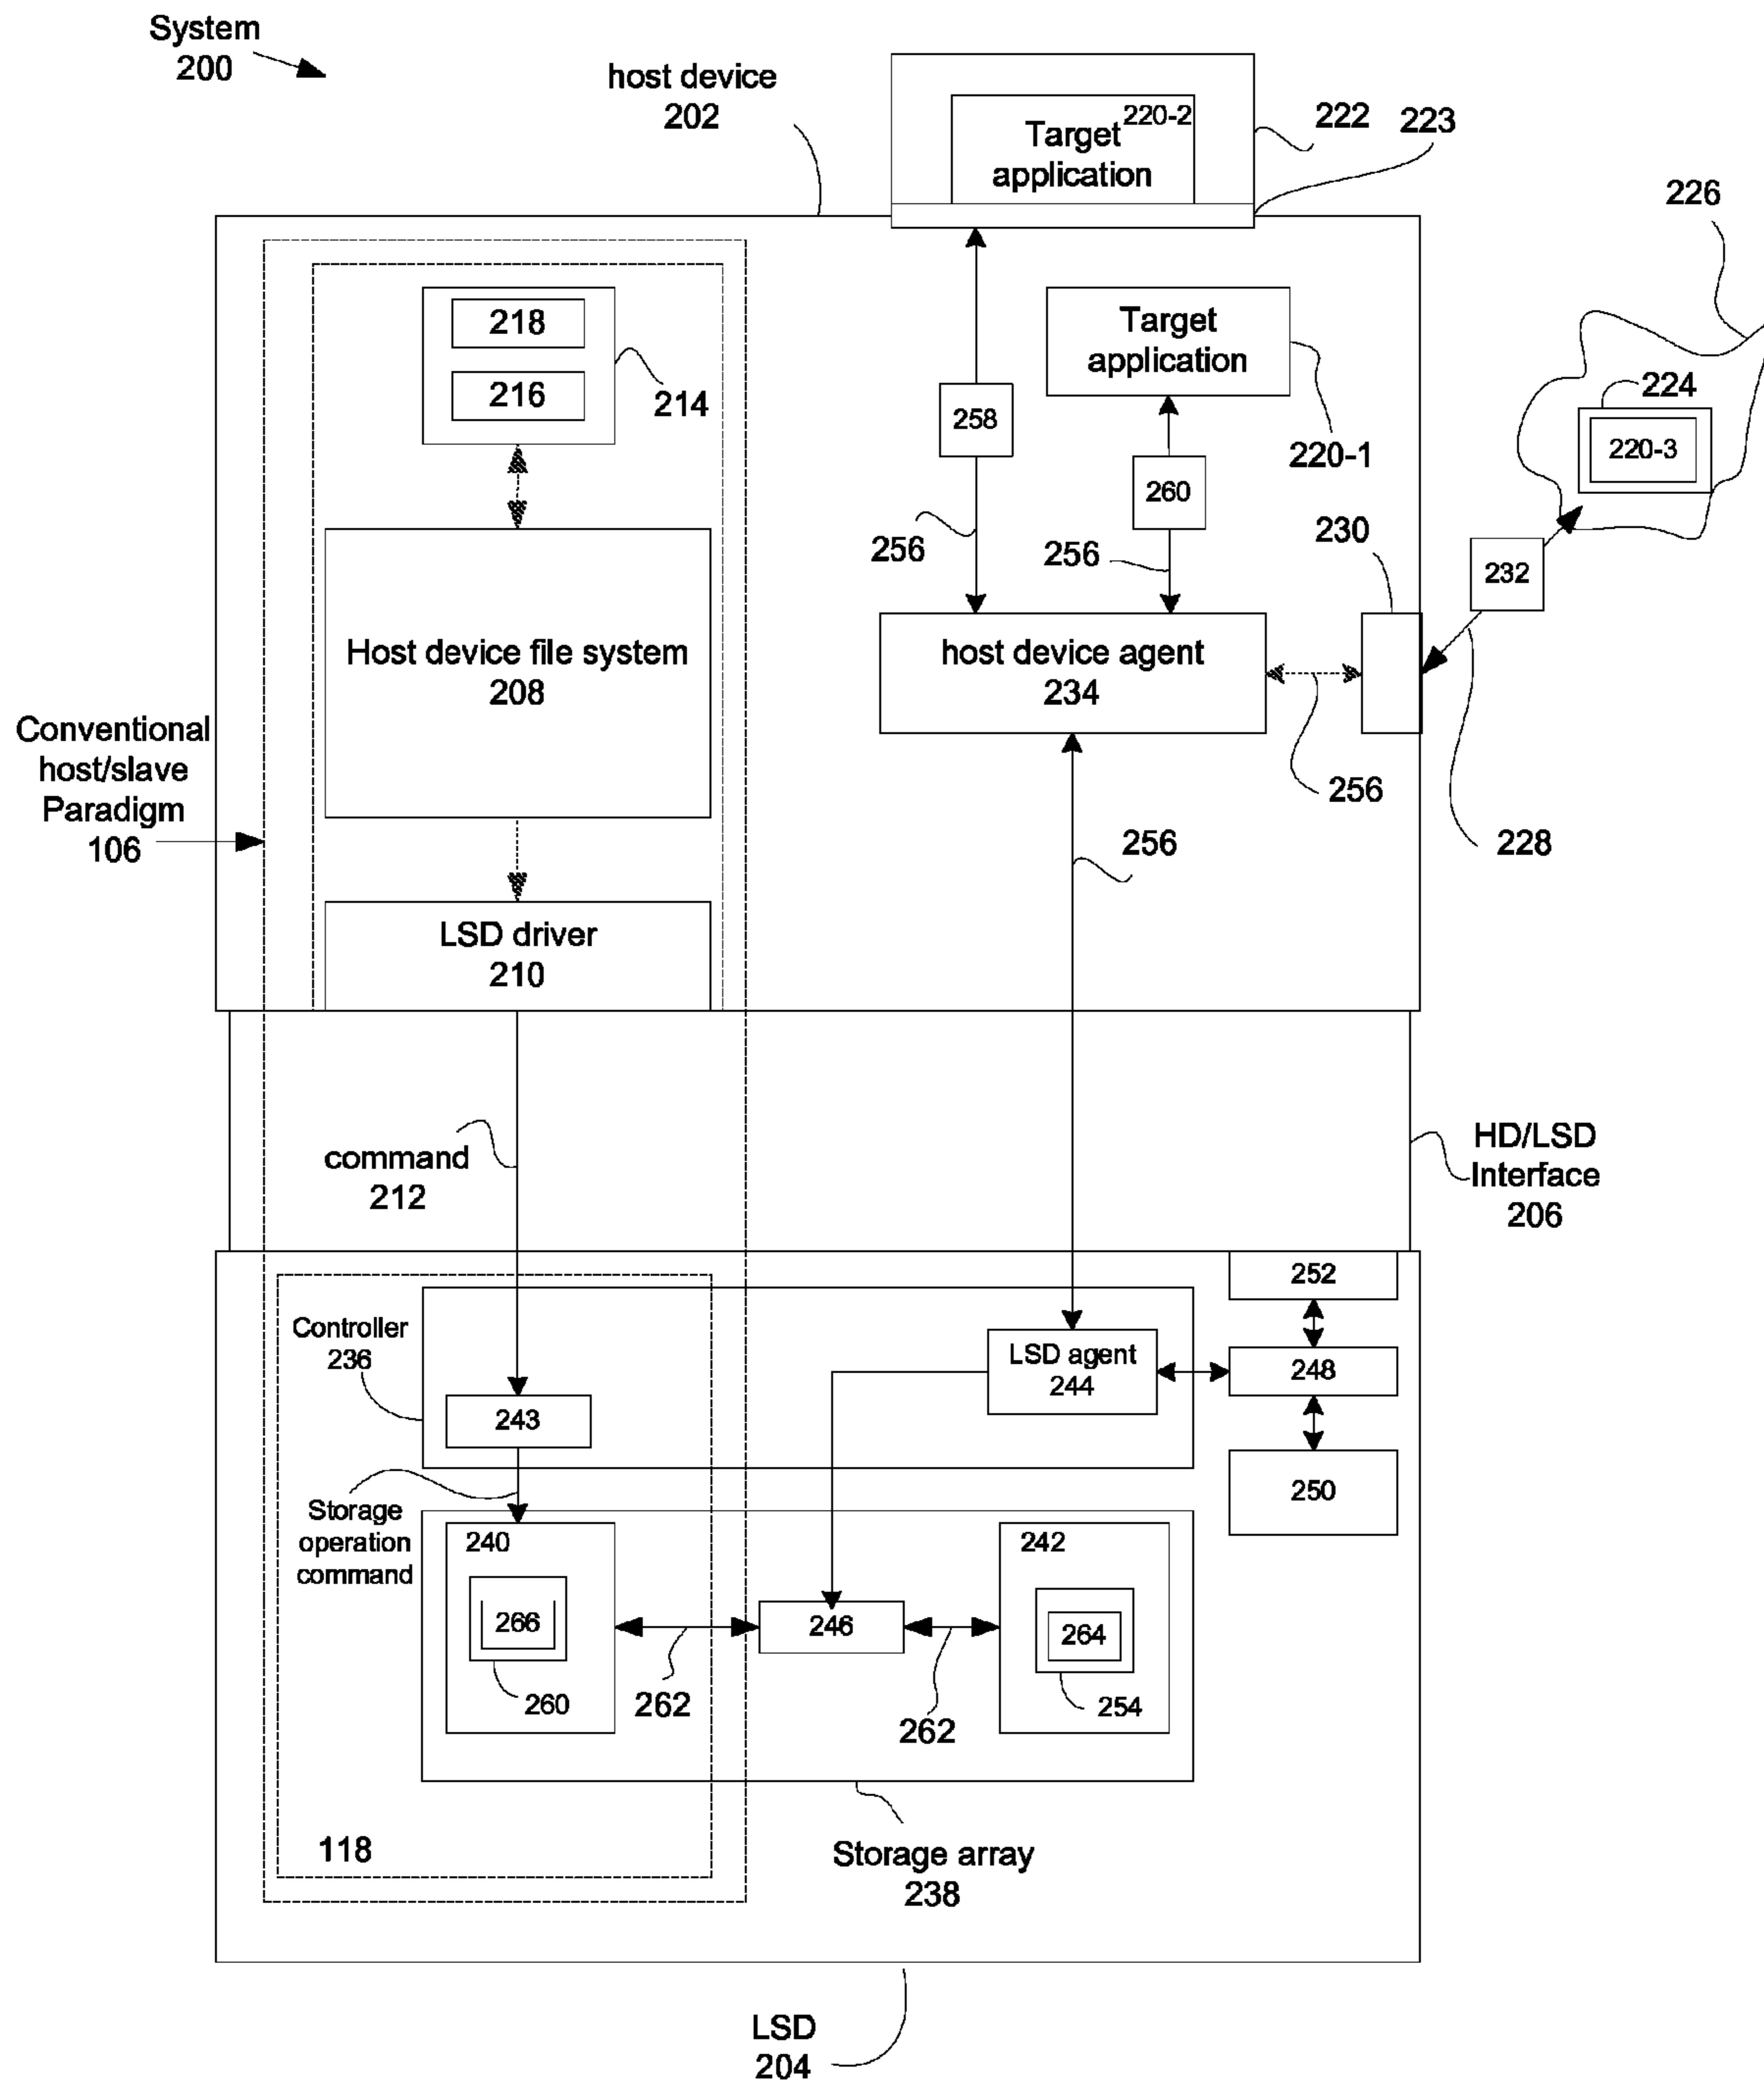 System
200
host device
202
220-2
Target
application
222
223
226
218
216
214
Target
application
220-1
258
260
224
220-3
256
256
230
232
Host device file system
208
host device agent
234
256
228
Conventional
host/slave
Paradigm
106
256
LSD driver
210
command
212
HD/LSD
Interface
206
252
Controller
236
LSD agent
244
248
243
250
Storage
operation
command
240
242
266
246
264
260
262
254
262
118
Storage array
238
LSD
204